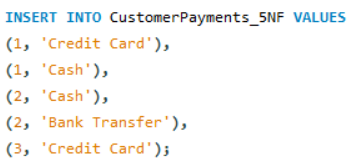 INSERT INTO CustomerPayments_5NF VALUES
(1, 'Credit Card'),
(1, 'Cash'),
(2, 'Cash'),
(2, 'Bank Transfer'),
(3, 'Credit Card');